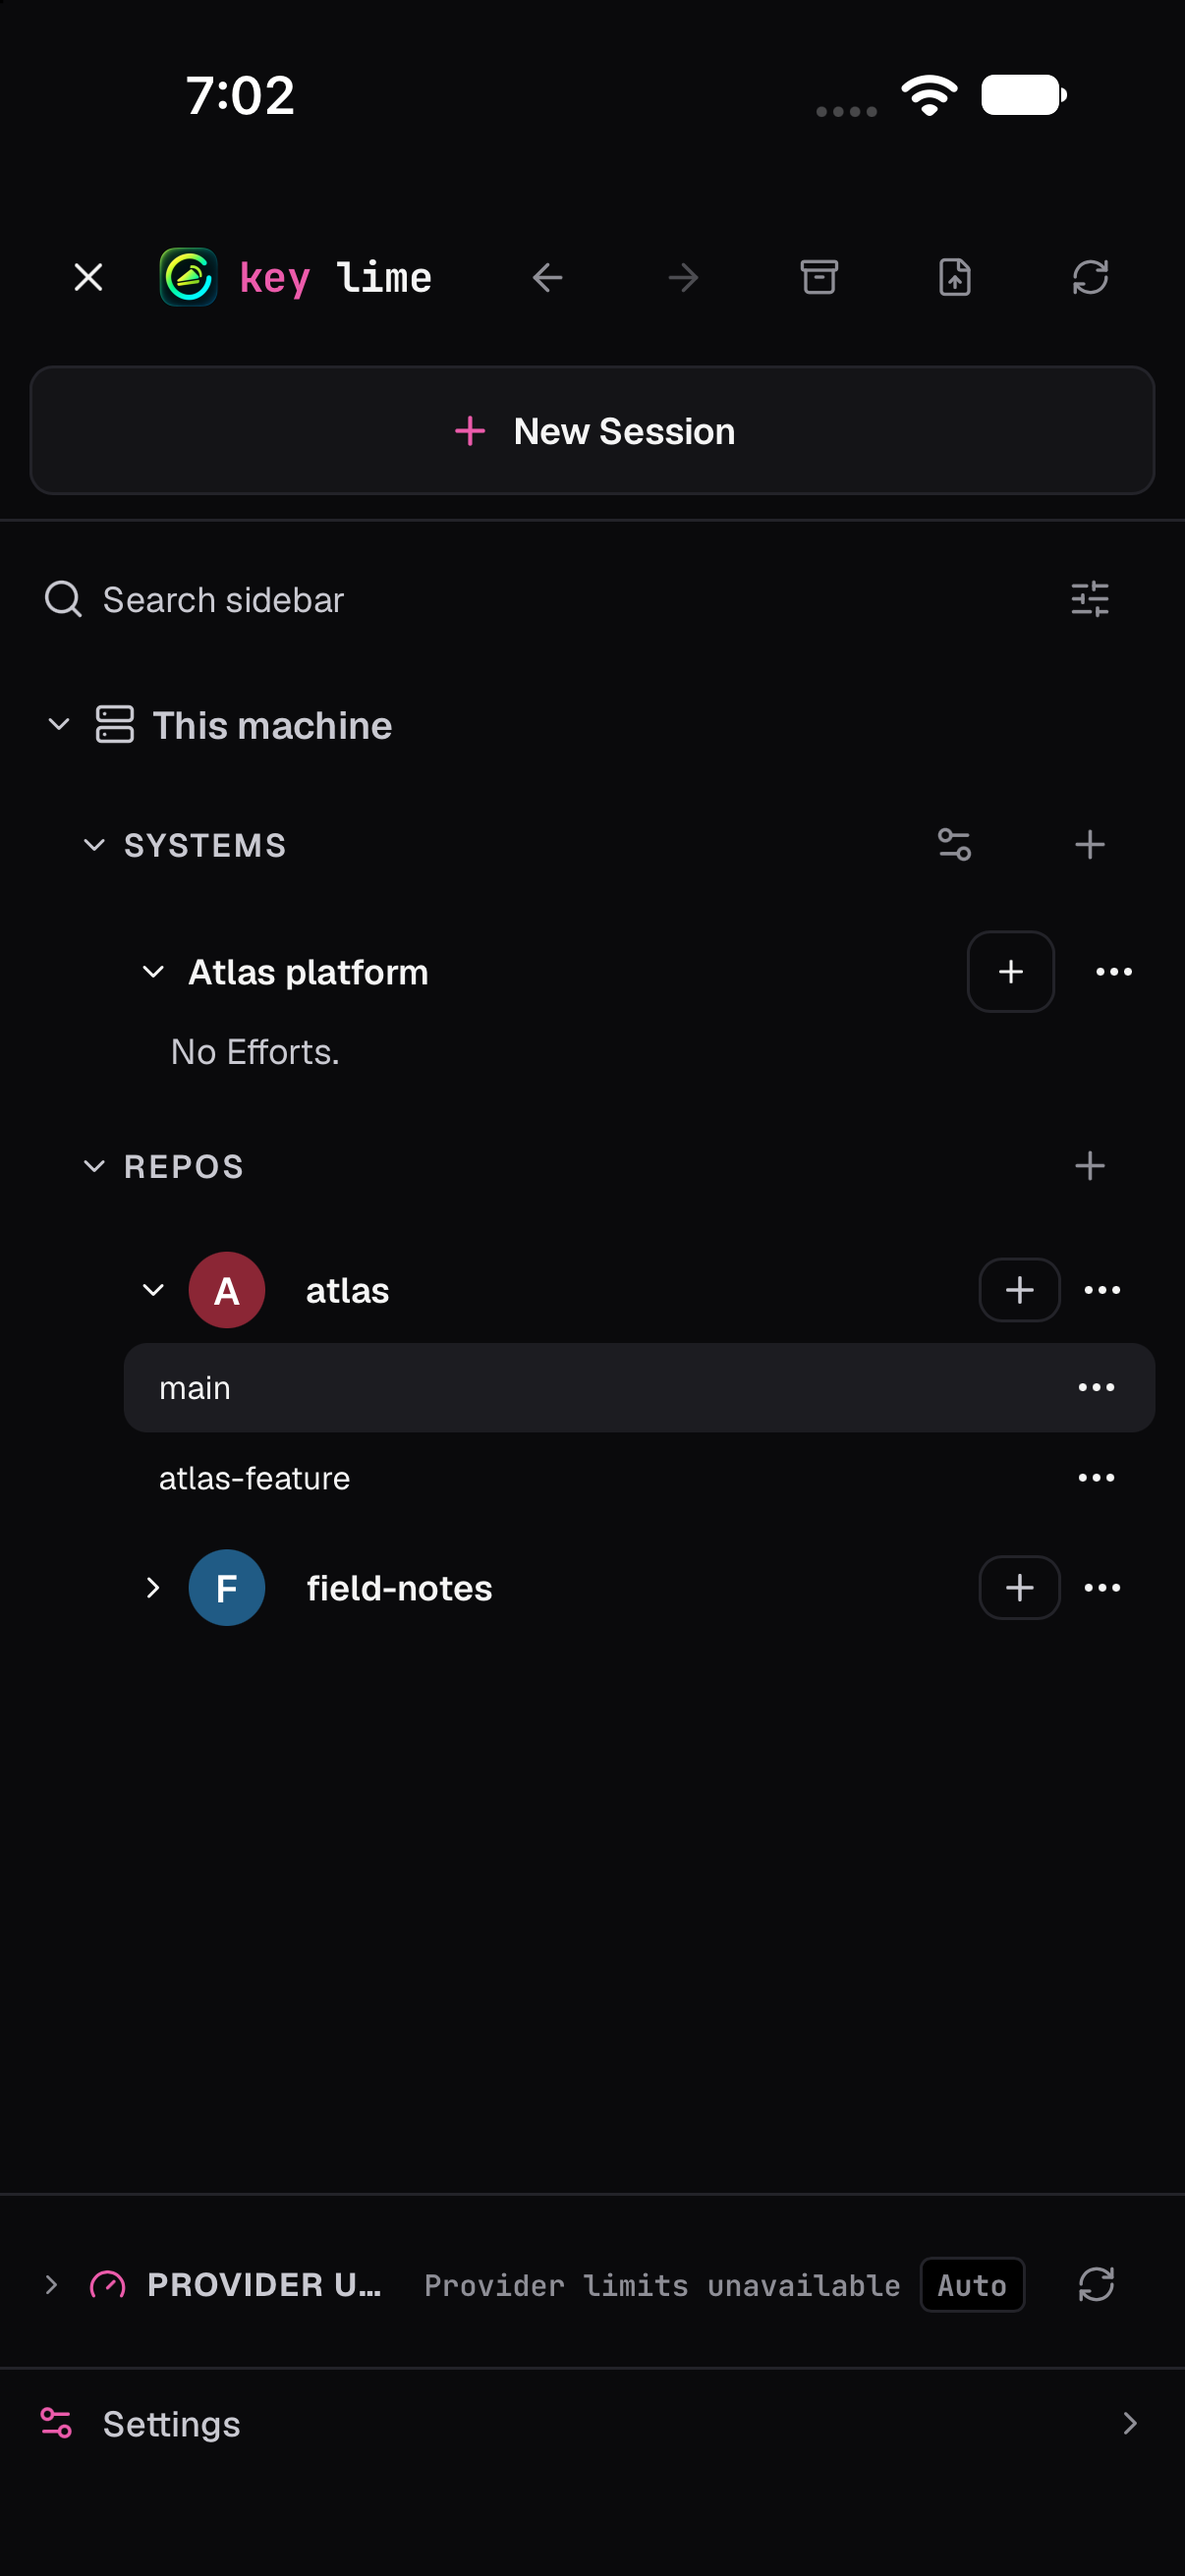 7:02
key lime
New Session
Search sidebar
This machine
SYSTEMS
Atlas platform
No Efforts.
REPOS
A atlas
main
atlas-feature
F field-notes
PROVIDER U... Provider limits unavailable Auto
Settings